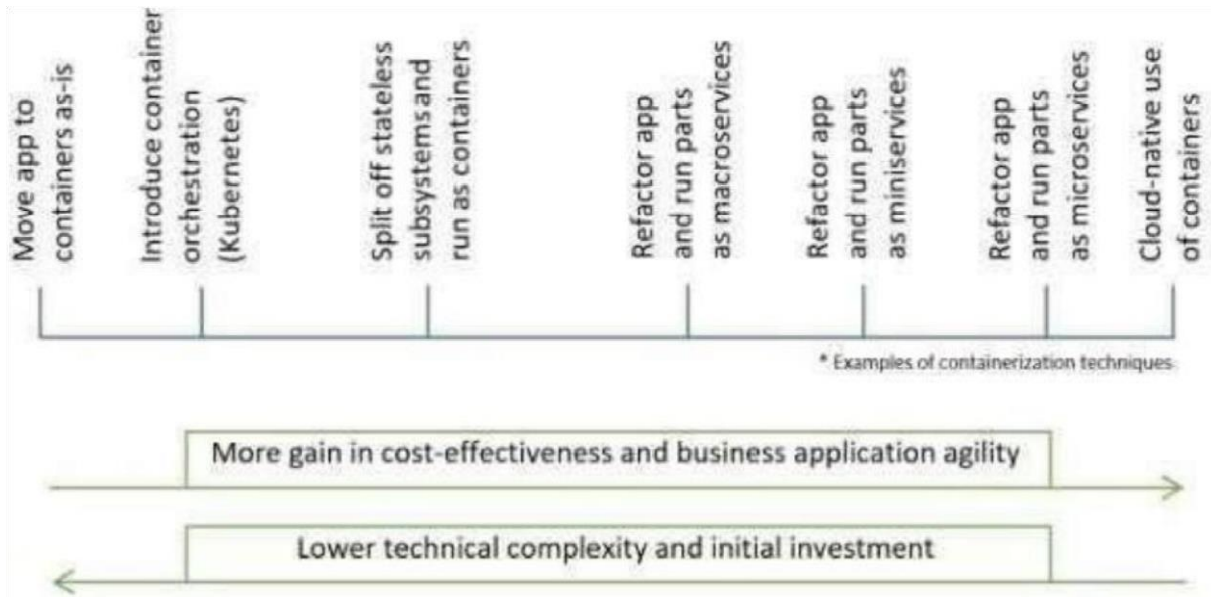 Move app to
containers as-is
Introduce container
orchestration
(Kubernetes)
Split off stateless
subsystems and
run as containers
Refactor app
and run parts
as macroservices
Refactor app
and run parts
as miniservices
Refactor app
and run parts
as microservices
Cloud-native use
of containers
* Examples of containerization techniques
More gain in cost-effectiveness and business application agility
Lower technical complexity and initial investment